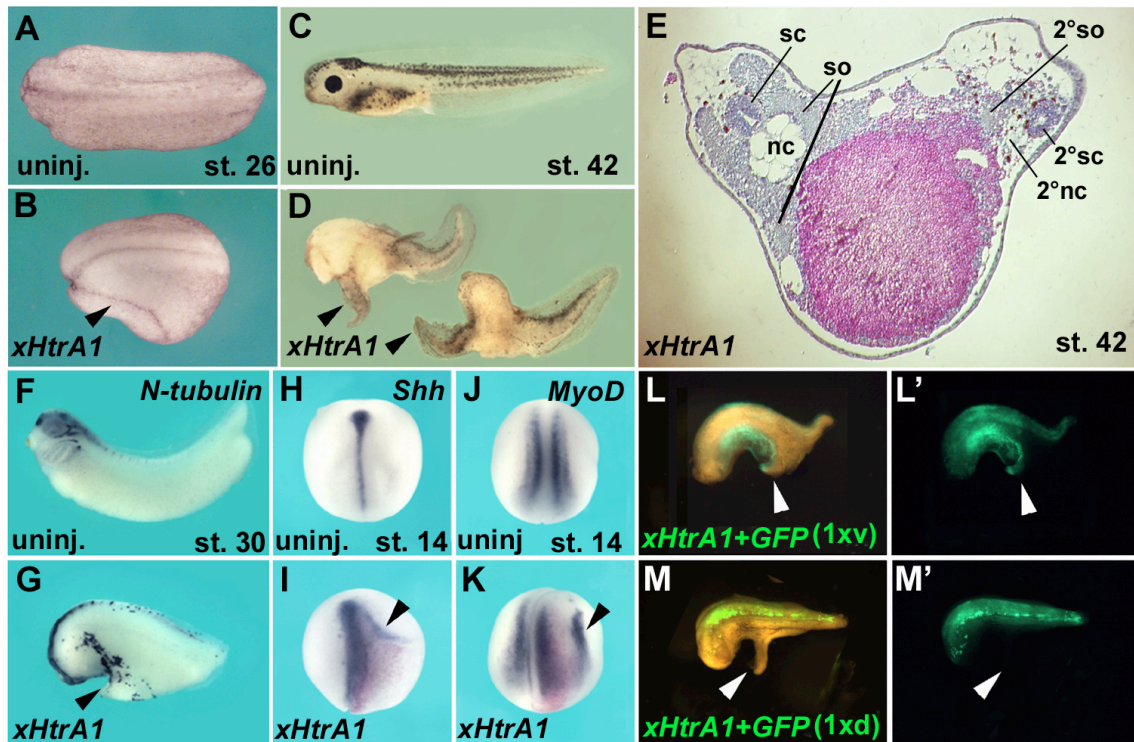 A
uninj.
st. 26
B
xHtrA1
C
uninj.
st. 42
D
xHtrA1
E
sc
so
2°so
nc
2°sc
2°nc
xHtrA1
st. 42
F
N-tubulin
uninj.
st. 30
G
xHtrA1
H
Shh
uninj.
st. 14
I
xHtrA1
J
MyoD
uninj
st. 14
K
xHtrA1
L
xHtrA1+GFP (1xv)
L’
M
xHtrA1+GFP (1xd)
M’